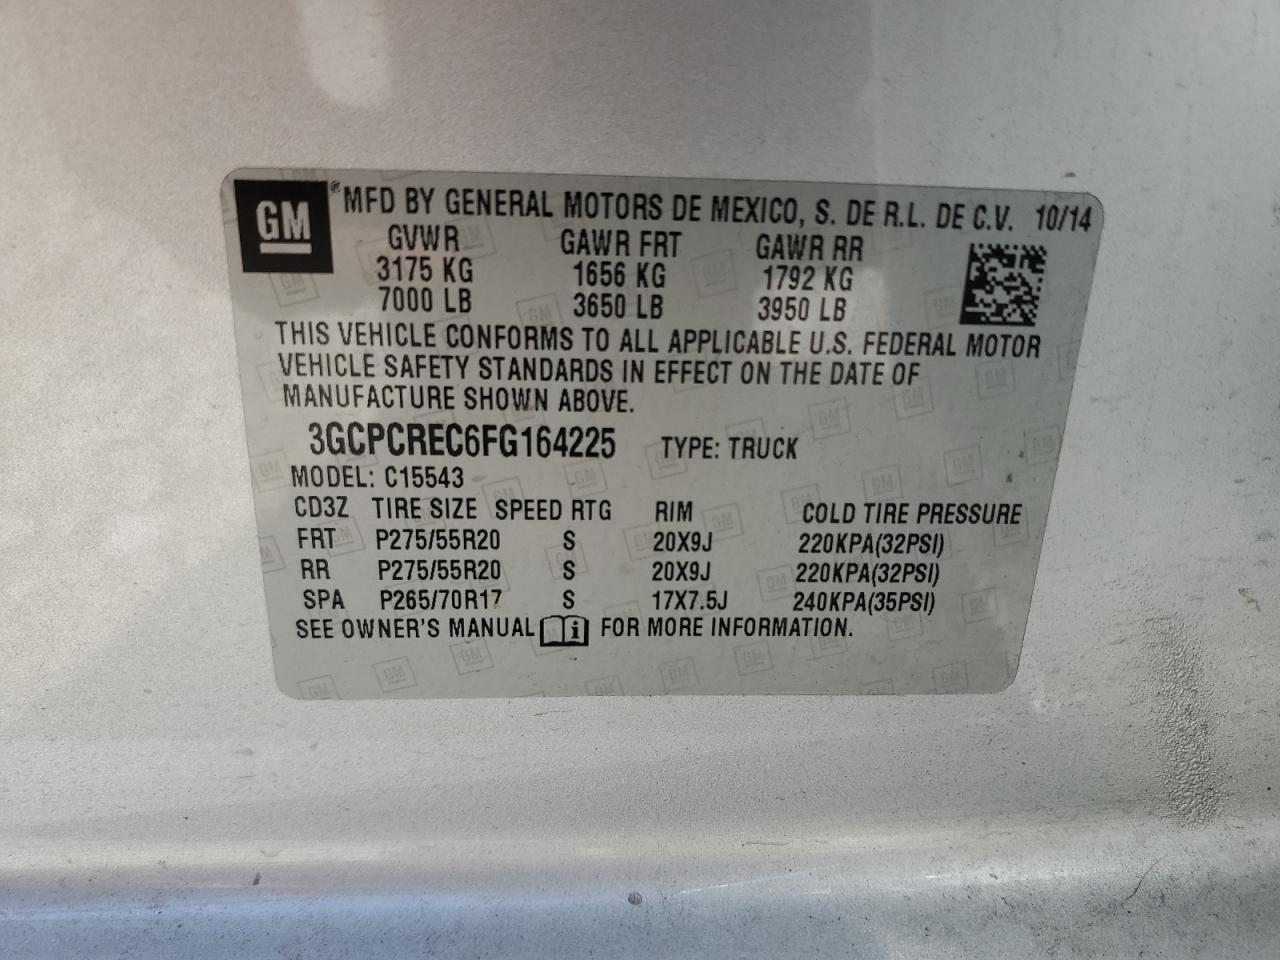 GM ® MFD BY GENERAL MOTORS DE MEXICO, S. DE R.L. DE C.V. 10/14
GVWR GAWR FRT GAWR RR
3175 KG 1656 KG 1792 KG
7000 LB 3650 LB 3950 LB
THIS VEHICLE CONFORMS TO ALL APPLICABLE U.S. FEDERAL MOTOR
VEHICLE SAFETY STANDARDS IN EFFECT ON THE DATE OF
MANUFACTURE SHOWN ABOVE.
3GCPCREC6FG164225 TYPE: TRUCK
MODEL: C15543
CD3Z TIRE SIZE SPEED RTG RIM COLD TIRE PRESSURE
FRT P275/55R20 S 20X9J 220KPA(32PSI)
RR P275/55R20 S 20X9J 220KPA(32PSI)
SPA P265/70R17 S 17X7.5J 240KPA(35PSI)
SEE OWNER'S MANUAL FOR MORE INFORMATION.